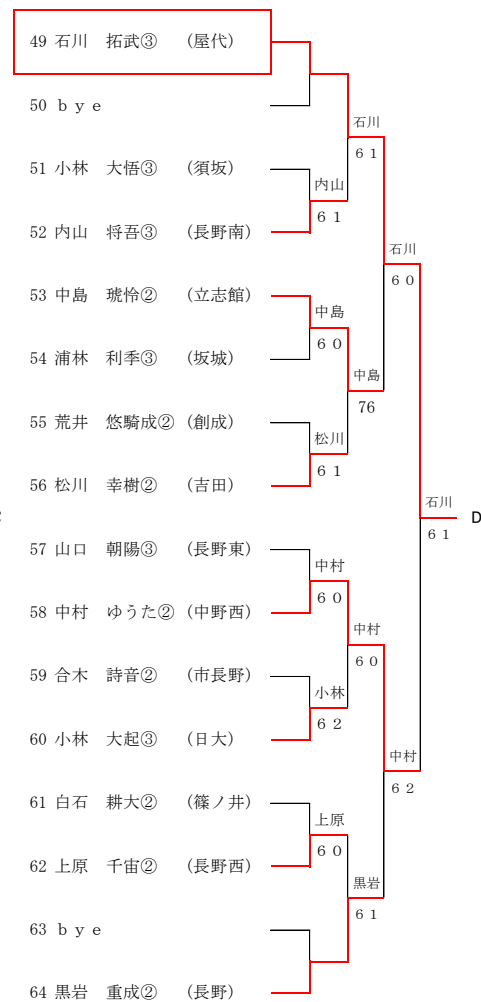 49 石川　拓武③　(屋代)
50 ｂｙｅ
石川
６１
51 小林　大悟③　(須坂)
内山
６１
52 内山　将吾③　(長野南)
石川
６０
53 中島　琥怜②　(立志館)
中島
６０
54 浦林　利季③　(坂城)
中島
76
55 荒井　悠騎成②　(創成)
松川
６１
56 松川　幸樹②　(吉田)
石川
６１
D
57 山口　朝陽③　(長野東)
中村
６０
58 中村　ゆうた②　(中野西)
中村
６０
59 合木　詩音②　(市長野)
小林
６２
60 小林　大起③　(日大)
中村
６２
61 白石　耕大②　(篠ノ井)
上原
６０
62 上原　千宙②　(長野西)
黒岩
６１
63 ｂｙｅ
64 黒岩　重成②　(長野)